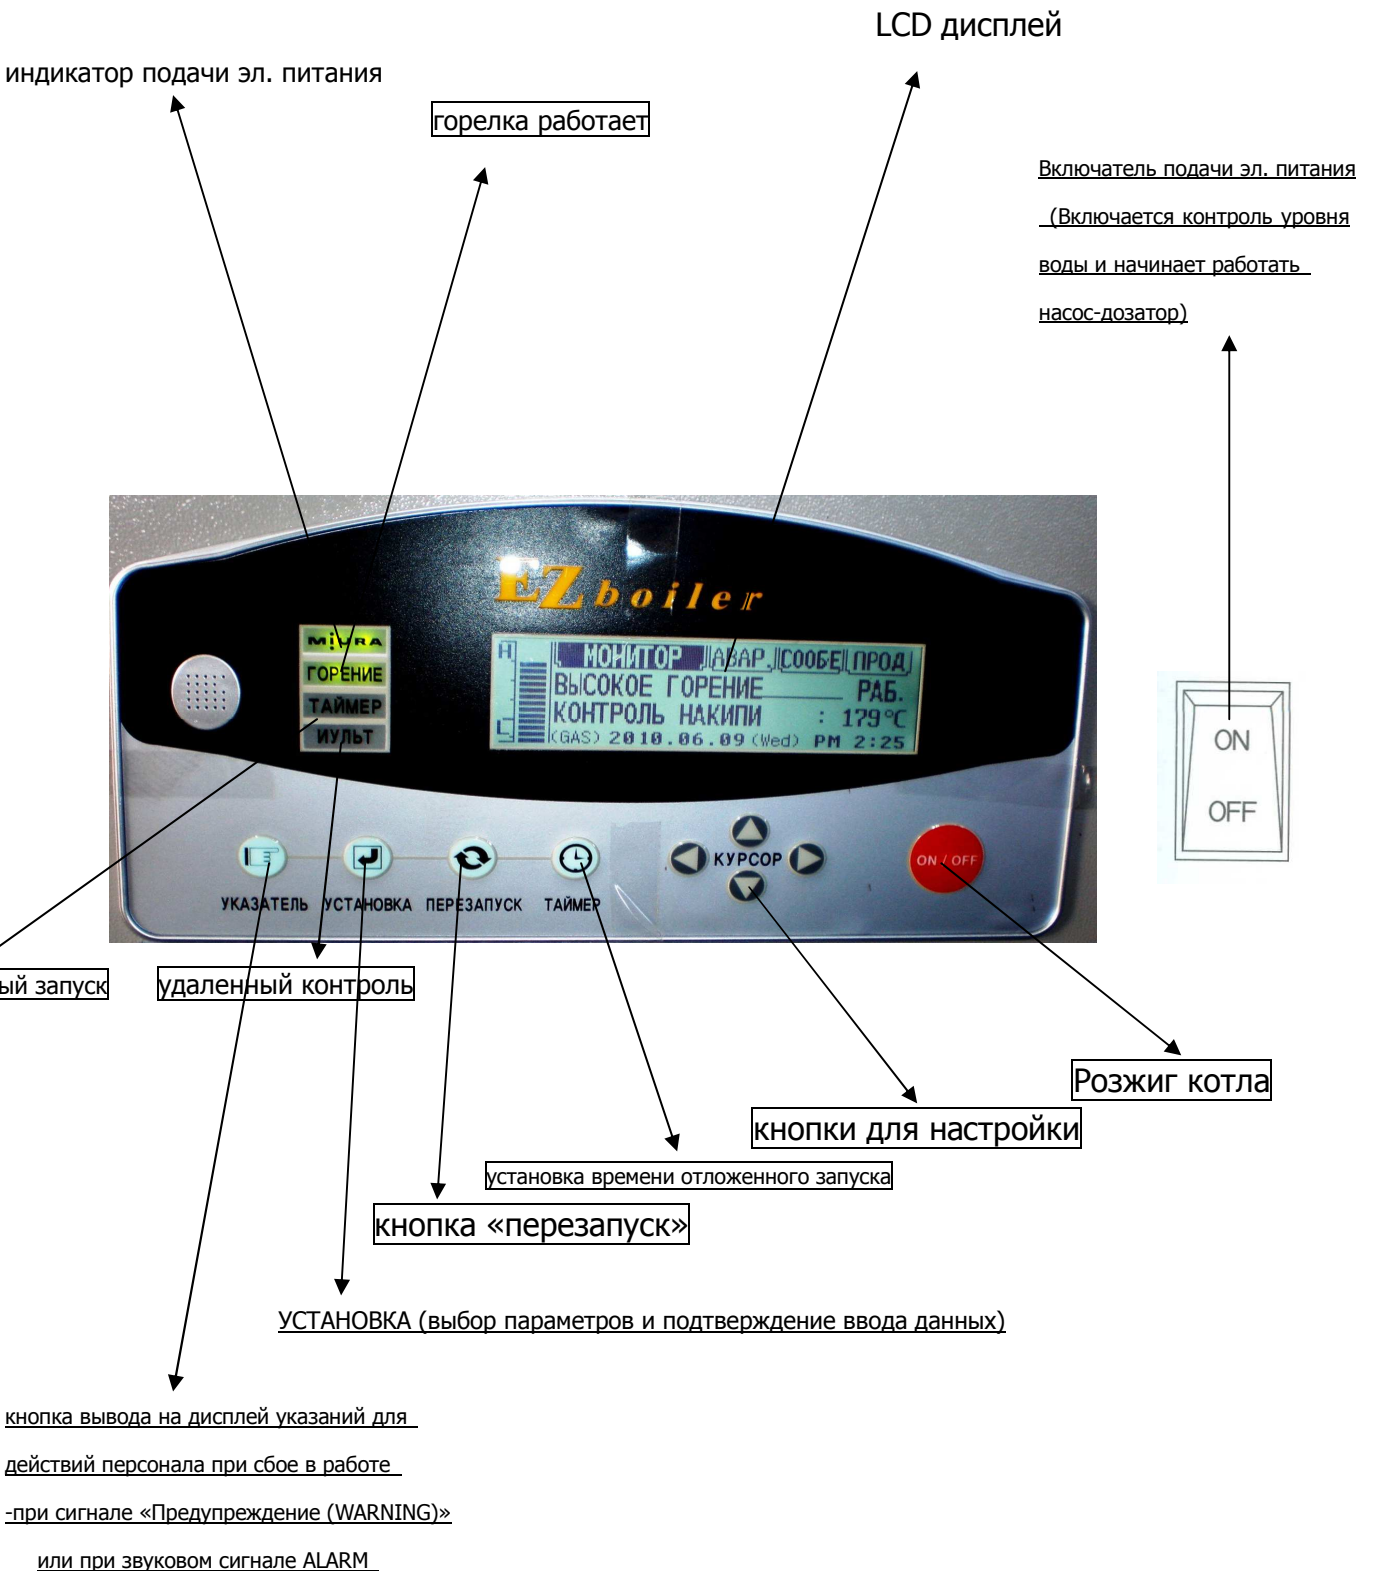 LCD дисплей
индикатор подачи эл. питания
горелка работает
Включатель подачи эл. питания
(Включается контроль уровня
воды и начинает работать
насос-дозатор)
EZboiler
MIURA
ГОРЕНИЕ
ТАЙМЕР
ИУЛЬТ
H
L
МОНИТОР АВАР. СООБЕ ПРОД
ВЫСОКОЕ ГОРЕНИЕ РАБ.
КОНТРОЛЬ НАКИПИ : 179°C
(GAS) 2010.06.09 (Wed) PM 2:25
ON
OFF
КУРСОР
ON / OFF
УКАЗАТЕЛЬ УСТАНОВКА ПЕРЕЗАПУСК ТАЙМЕР
ый запуск
удаленный контроль
Розжиг котла
кнопки для настройки
установка времени отложенного запуска
кнопка «перезапуск»
УСТАНОВКА (выбор параметров и подтверждение ввода данных)
кнопка вывода на дисплей указаний для
действий персонала при сбое в работе
-при сигнале «Предупреждение (WARNING)»
или при звуковом сигнале ALARM